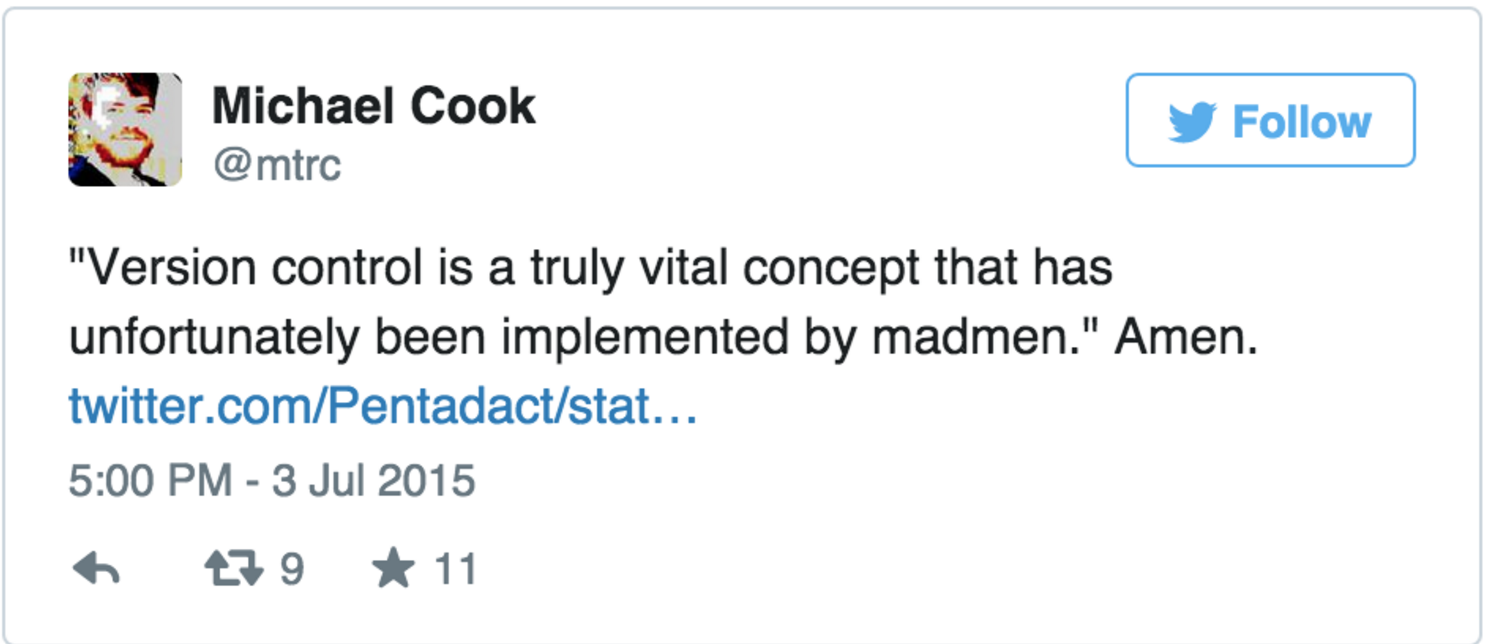 Michael Cook
@mtrc
Follow
"Version control is a truly vital concept that has
unfortunately been implemented by madmen." Amen.
twitter.com/Pentadact/stat…
5:00 PM - 3 Jul 2015
9 11